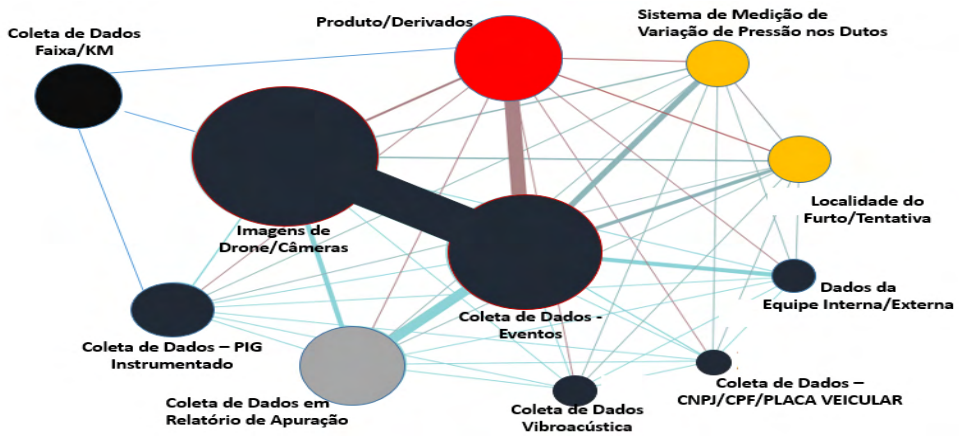 Coleta de Dados
Faixa/KM
Produto/Derivados
Sistema de Medição de
Variação de Pressão nos Dutos
Localidade do
Furto/Tentativa
Imagens de
Drone/Câmeras
Dados da
Equipe Interna/Externa
Coleta de Dados -
Eventos
Coleta de Dados – PIG
Instrumentado
Coleta de Dados em
Relatório de Apuração
Coleta de Dados
Vibroacústica
Coleta de Dados –
CNPJ/CPF/PLACA VEICULAR